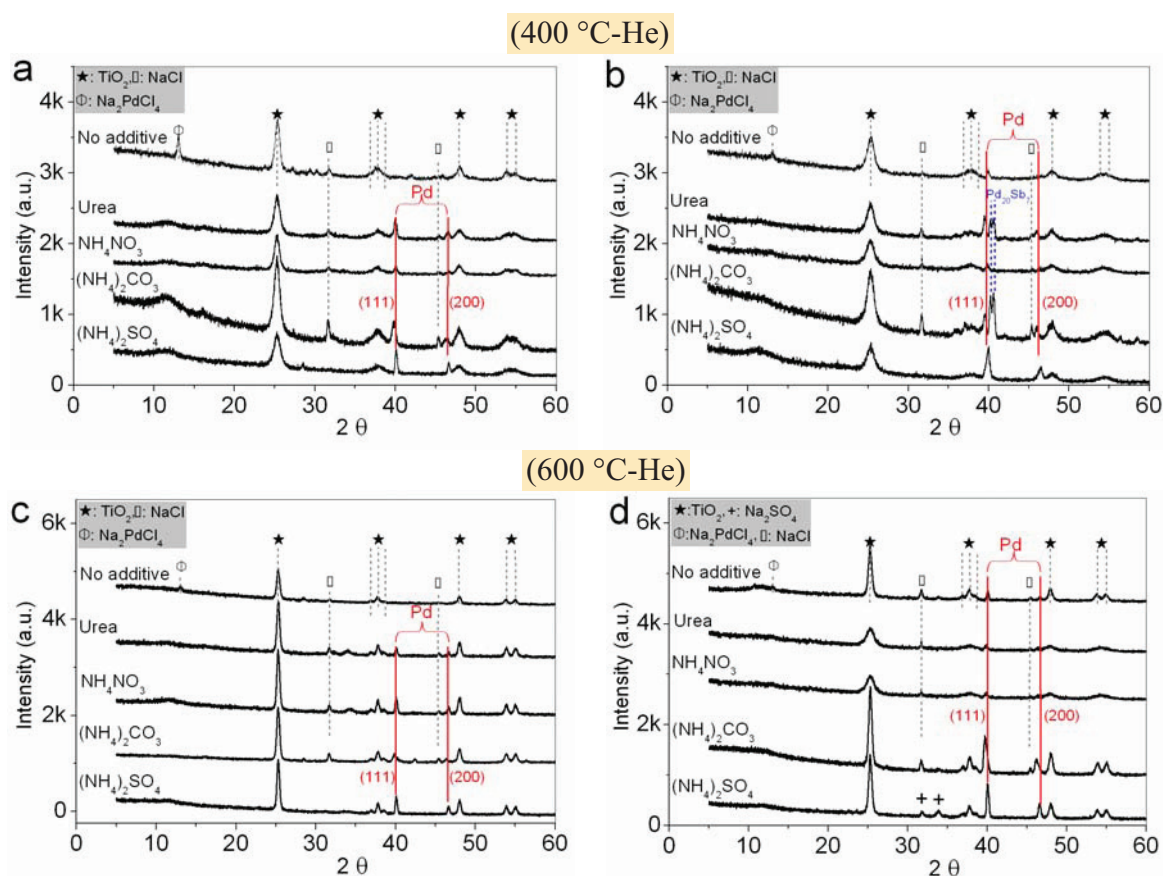 (400 °C-He)
a
★: TiO₂,▯: NaCl
⌽: Na₂PdCl₄
4k
3k
2k
1k
0
Intensity (a.u.)
⌽
★
▯
★
▯
★
★
No additive
Urea
NH₄NO₃
(NH₄)₂CO₃
(NH₄)₂SO₄
Pd
(111)
(200)
0 10 20 30 40 50 60
2 θ
b
★: TiO₂,▯: NaCl
⌽: Na₂PdCl₄
4k
3k
2k
1k
0
Intensity (a.u.)
⌽
★
▯
★
▯
★
★
No additive
Urea
NH₄NO₃
(NH₄)₂CO₃
(NH₄)₂SO₄
Pd
Pd₂₀Sb₇
(111)
(200)
0 10 20 30 40 50 60
2 θ
(600 °C-He)
c
★: TiO₂,▯: NaCl
⌽: Na₂PdCl₄
6k
4k
2k
0
Intensity (a.u.)
⌽
★
▯
★
▯
★
★
No additive
Urea
NH₄NO₃
(NH₄)₂CO₃
(NH₄)₂SO₄
Pd
(111)
(200)
0 10 20 30 40 50 60
2 θ
d
★:TiO₂,+: Na₂SO₄
⌽:Na₂PdCl₄,▯: NaCl
6k
4k
2k
0
Intensity (a.u.)
⌽
★
▯
★
▯
★
★
No additive
Urea
NH₄NO₃
(NH₄)₂CO₃
(NH₄)₂SO₄
Pd
(111)
(200)
+ +
0 10 20 30 40 50 60
2 θ